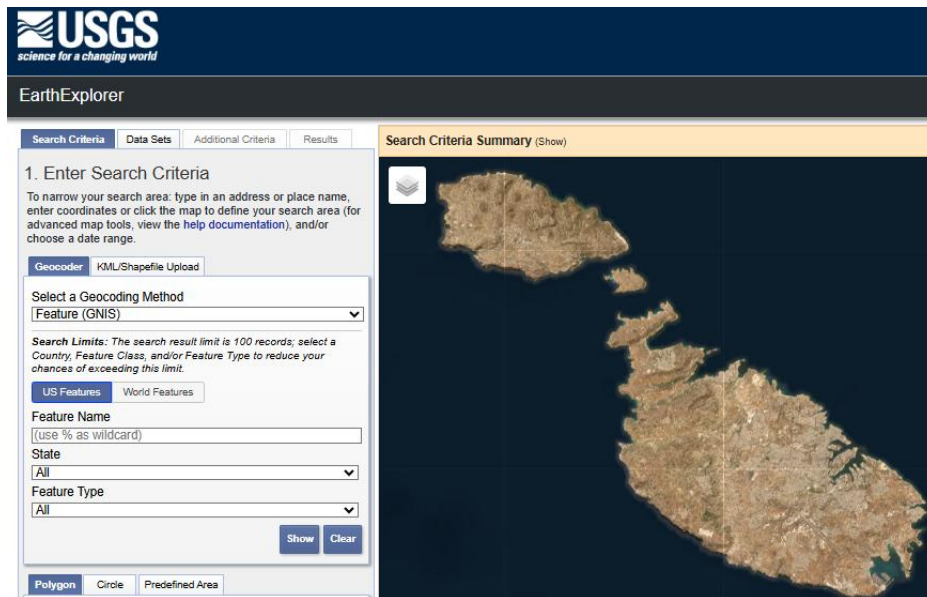 USGS
science for a changing world
EarthExplorer
Search Criteria Data Sets Additional Criteria Results
1. Enter Search Criteria
To narrow your search area: type in an address or place name,
enter coordinates or click the map to define your search area (for
advanced map tools, view the help documentation), and/or
choose a date range.
Geocoder KML/Shapefile Upload
Select a Geocoding Method
Feature (GNIS)
Search Limits: The search result limit is 100 records; select a
Country, Feature Class, and/or Feature Type to reduce your
chances of exceeding this limit.
US Features World Features
Feature Name
(use % as wildcard)
State
All
Feature Type
All
Show Clear
Polygon Circle Predefined Area
Search Criteria Summary (Show)